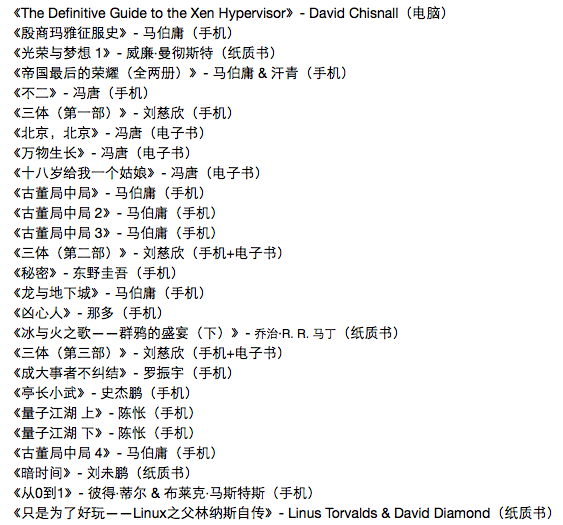 《The Definitive Guide to the Xen Hypervisor》- David Chisnall（电脑）
《殷商玛雅征服史》- 马伯庸（手机）
《光荣与梦想 1》- 威廉·曼彻斯特（纸质书）
《帝国最后的荣耀（全两册）》- 马伯庸 & 汗青（手机）
《不二》- 冯唐（手机）
《三体（第一部）》- 刘慈欣（手机）
《北京，北京》- 冯唐（电子书）
《万物生长》- 冯唐（电子书）
《十八岁给我一个姑娘》- 冯唐（电子书）
《古董局中局》- 马伯庸（手机）
《古董局中局 2》- 马伯庸（手机）
《古董局中局 3》- 马伯庸（手机）
《三体（第二部）》- 刘慈欣（手机+电子书）
《秘密》- 东野圭吾（手机）
《龙与地下城》- 马伯庸（手机）
《凶心人》- 那多（手机）
《冰与火之歌——群鸦的盛宴（下）》- 乔治·R. R. 马丁（纸质书）
《三体（第三部）》- 刘慈欣（手机+电子书）
《成大事者不纠结》- 罗振宇（手机）
《亭长小武》- 史杰鹏（手机）
《量子江湖 上》- 陈怅（手机）
《量子江湖 下》- 陈怅（手机）
《古董局中局 4》- 马伯庸（手机）
《暗时间》- 刘未鹏（纸质书）
《从0到1》- 彼得·蒂尔 & 布莱克·马斯特斯（手机）
《只是为了好玩——Linux之父林纳斯自传》- Linus Torvalds & David Diamond（纸质书）